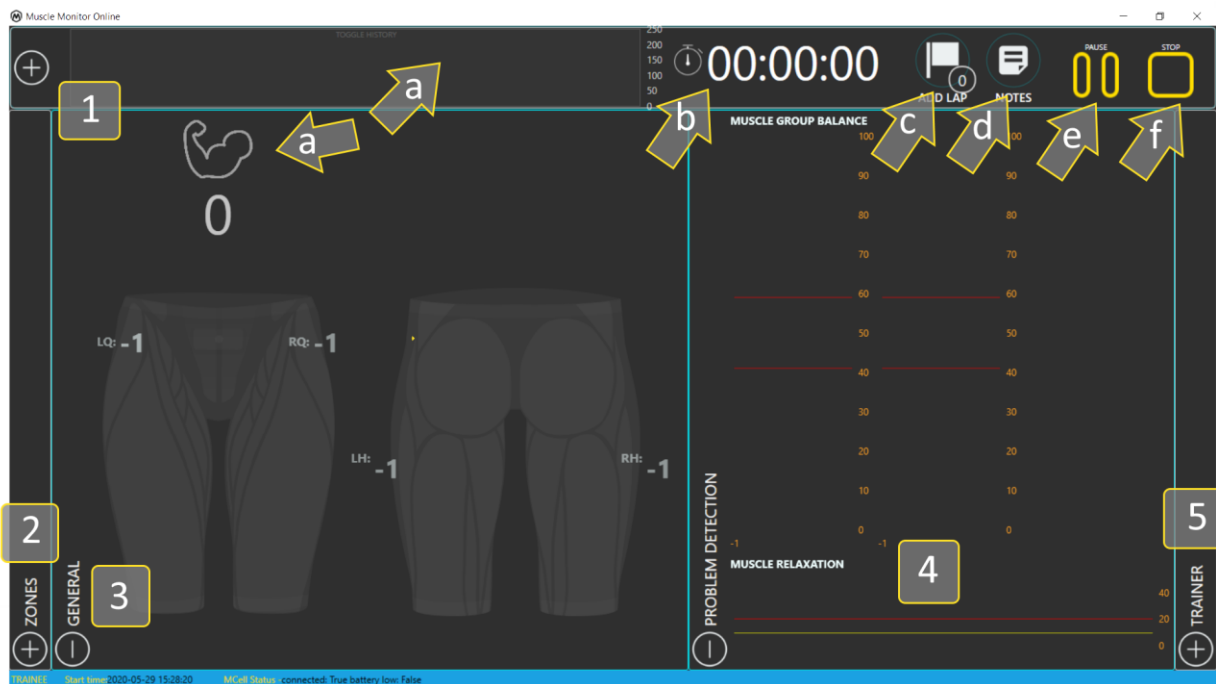 Muscle Monitor Online
TOGGLE HISTORY
250
200
150
100
50
0
00:00:00
0
ADD LAP
NOTES
PAUSE
STOP
1
a
a
b
c
d
e
f
0
LQ: -1
RQ: -1
LH: -1
RH: -1
2
ZONES
GENERAL
3
PROBLEM DETECTION
MUSCLE GROUP BALANCE
100 100
90 90
80 80
70 70
60 60
50 50
40 40
30 30
20 20
10 10
0 0
-1 -1
MUSCLE RELAXATION
4
40
20
0
5
TRAINER
TRAINEE Start time: 2020-05-29 15:28:20 MCell Status - connected: True battery low: False